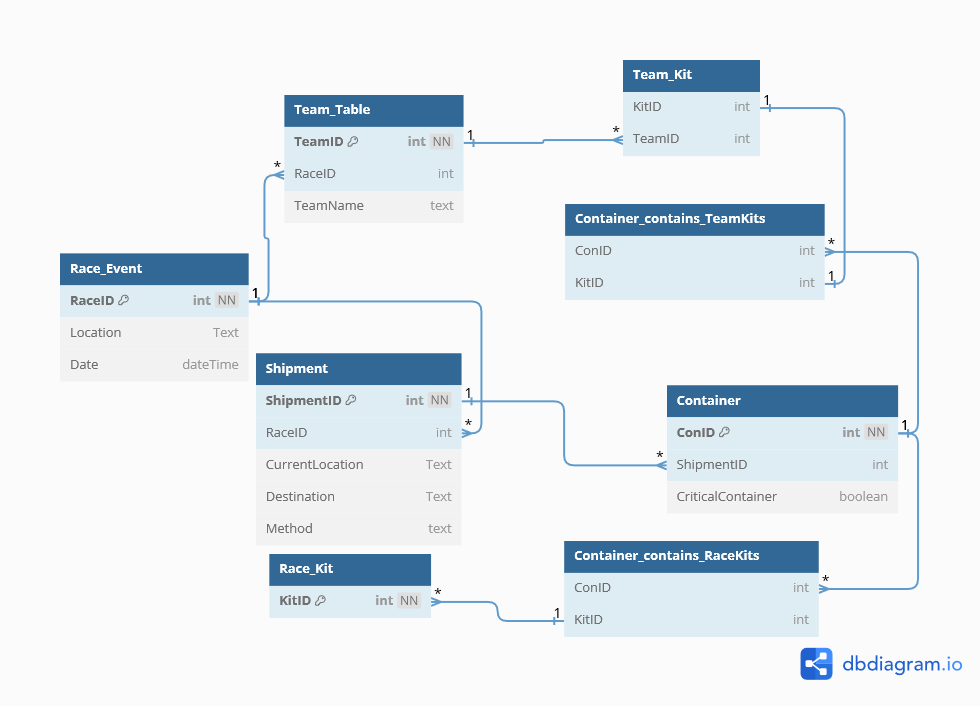 Team_Kit
KitID int
TeamID int
1
*
Team_Table
TeamID int NN
RaceID int
TeamName text
1
*
Container_contains_TeamKits
ConID int
KitID int
*
1
Race_Event
RaceID int NN
Location Text
Date dateTime
1
Shipment
ShipmentID int NN
RaceID int
CurrentLocation Text
Destination Text
Method text
1
*
Container
ConID int NN
ShipmentID int
CriticalContainer boolean
*
1
Race_Kit
KitID int NN
*
Container_contains_RaceKits
ConID int
KitID int
*
1
dbdiagram.io